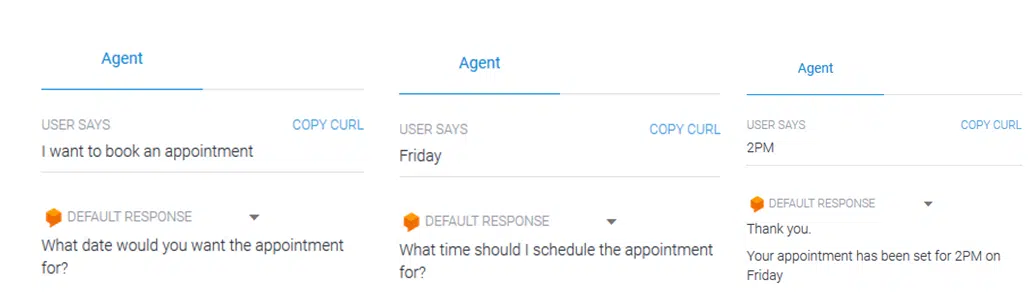 Agent
USER SAYS
COPY CURL
I want to book an appointment
DEFAULT RESPONSE
What date would you want the appointment
for?
Agent
USER SAYS
COPY CURL
Friday
DEFAULT RESPONSE
What time should I schedule the appointment
for?
Agent
USER SAYS
COPY CURL
2PM
DEFAULT RESPONSE
Thank you.
Your appointment has been set for 2PM on
Friday